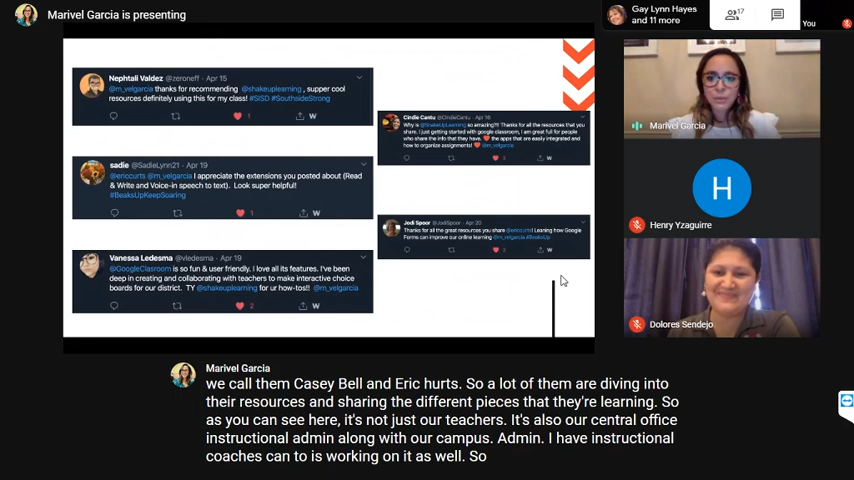 Marivel Garcia is presenting
Gay Lynn Hayes
and 11 more
17
You
Nephtali Valdez @zeroneff · Apr 15
@m_velgarcia thanks for recommending @shakeuplearning , supper cool
resources definitely using this for my class! #SISD #SouthsideStrong
1
W
sadie @SadieLynn21 · Apr 19
@ericcurts @m_velgarcia I appreciate the extensions you posted about (Read
& Write and Voice-in speech to text). Look super helpful!
#BeaksUpKeepSoaring
1
W
Vanessa Ledesma @vledesma · Apr 19
@GoogleClasroom is so fun & user friendly. I love all its features. I've been
deep in creating and collaborating with teachers to make interactive choice
boards for our district. TY @shakeuplearning for ur how-tos!! @m_velgarcia
2
W
Cindie Cantu @CindieCantu · Apr 16
Why is @ShakeUpLearning so amazing?!! Thanks for all the resources that you
share. I just getting started with google classroom, I am great full for people
who share the info that they have. the apps that are easily integrated and
how to organize assignments! @m_velgarcia
3
W
Jodi Spoor @JodiSpoor · Apr 20
Thanks for all the great resources you share @ericcurts! Leaning how Google
Forms can improve our online learning @m_velgarcia #BeaksUp
3
W
Marivel Garcia
H
Henry Yzaguirre
Dolores Sendejo
Marivel Garcia
we call them Casey Bell and Eric hurts. So a lot of them are diving into
their resources and sharing the different pieces that they're learning. So
as you can see here, it's not just our teachers. It's also our central office
instructional admin along with our campus. Admin. I have instructional
coaches can to is working on it as well. So